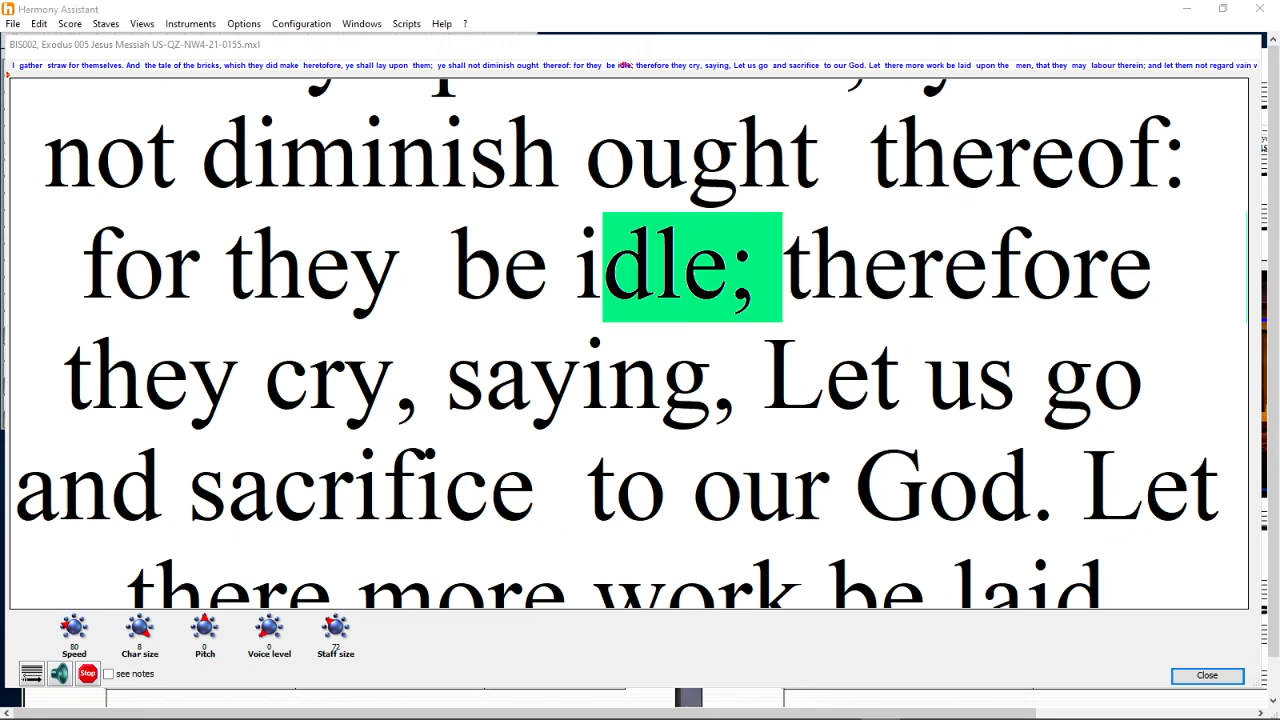 Harmony Assistant
File Edit Score Staves Views Instruments Options Configuration Windows Scripts Help ?
BIS002, Exodus 005 Jesus Messiah US-QZ-NW4-21-0155.mxl
gather straw for themselves. And the tale of the bricks, which they did make heretofore, ye shall lay upon them; ye shall not diminish ought thereof: for they be idle; therefore they cry, saying, Let us go and sacrifice to our God. Let there more work be laid upon the men, that they may labour therein; and let them not regard vain
not diminish ought thereof:
for they be idle; therefore
they cry, saying, Let us go
and sacrifice to our God. Let
there more work be laid
80 8 0 0 72
Speed Char size Pitch Voice level Staff size
Stop see notes Close